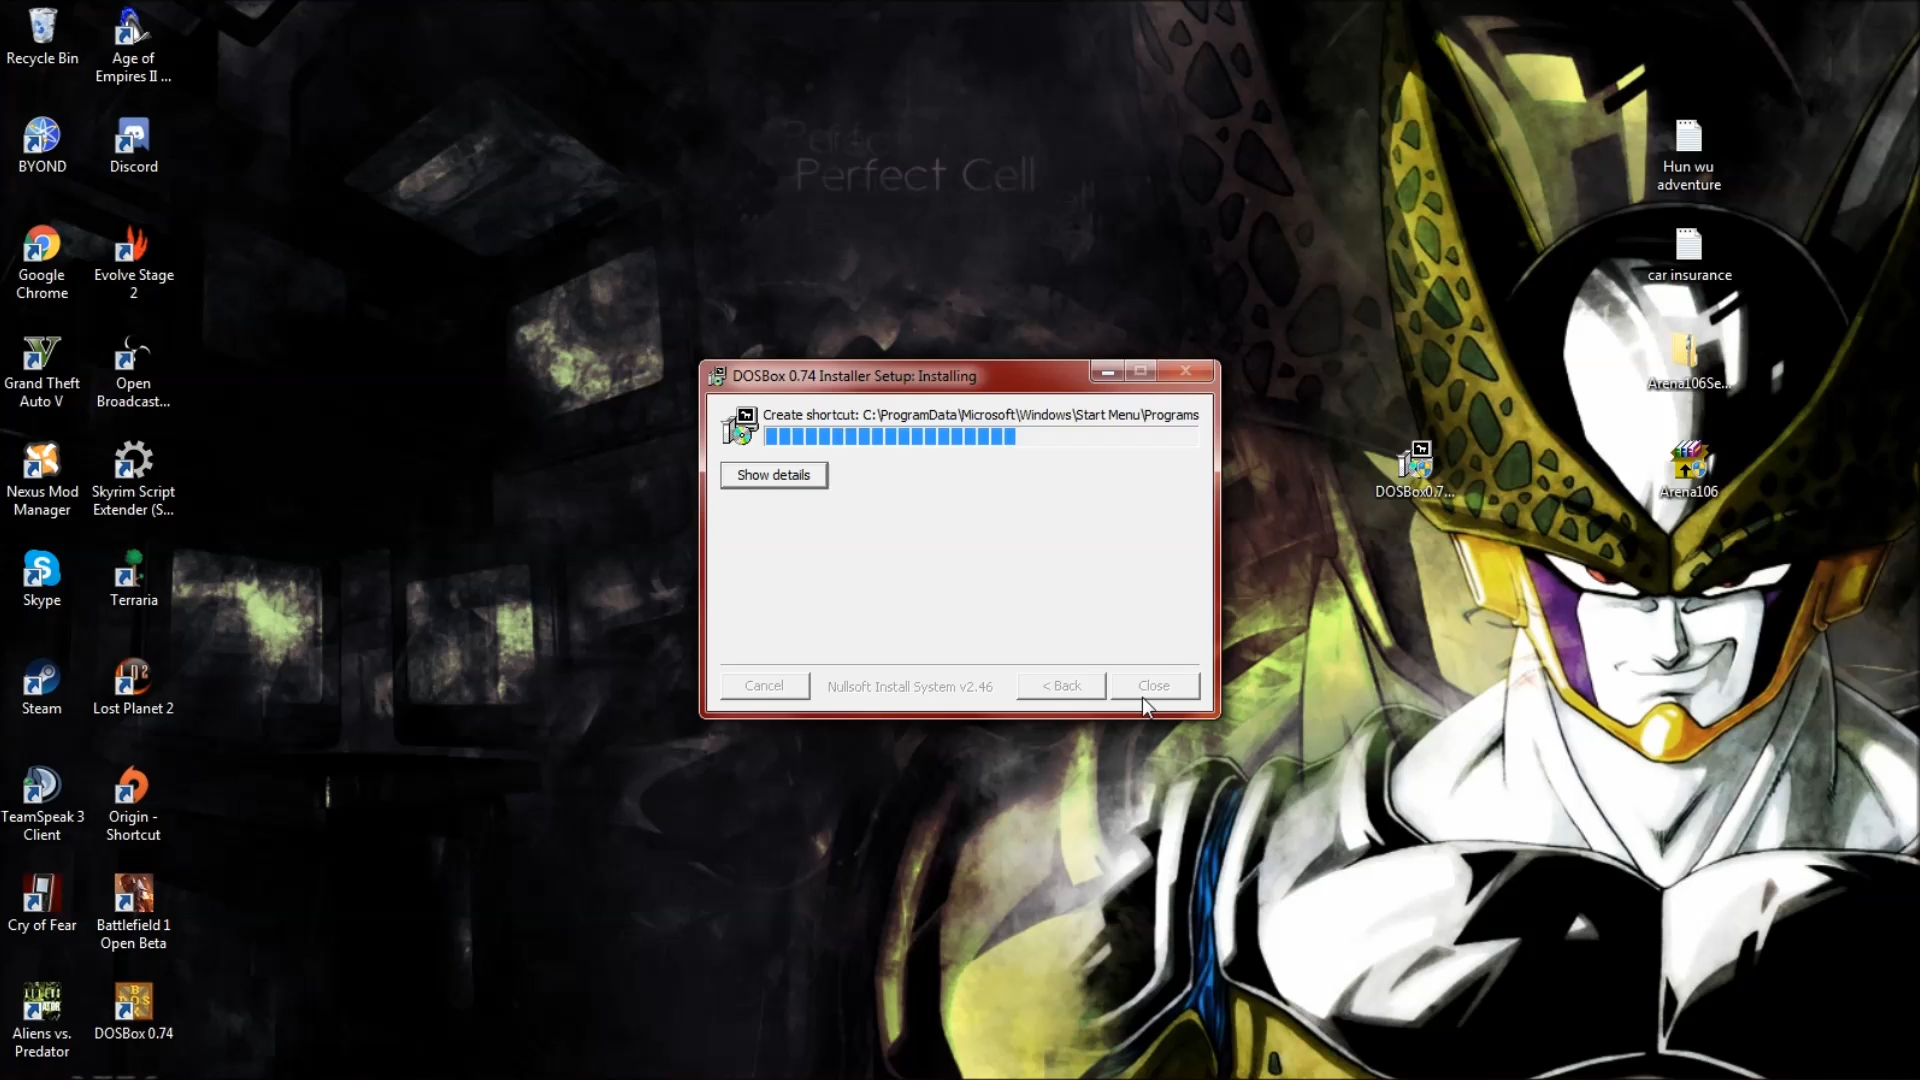 Recycle Bin
Age of
Empires II ...
BYOND
Discord
Google
Chrome
Evolve Stage
2
Grand Theft
Auto V
Open
Broadcast...
Nexus Mod
Manager
Skyrim Script
Extender (S...
Skype
Terraria
Steam
Lost Planet 2
TeamSpeak 3
Client
Origin -
Shortcut
Cry of Fear
Battlefield 1
Open Beta
Aliens vs.
Predator
DOSBox 0.74
Perfect Cell
DOSBox 0.74 Installer Setup: Installing
Create shortcut: C:\ProgramData\Microsoft\Windows\Start Menu\Programs
Show details
Cancel
Nullsoft Install System v2.46
< Back
Close
Hun wu
adventure
car insurance
Arena106Se...
DOSBox0.7...
Arena106